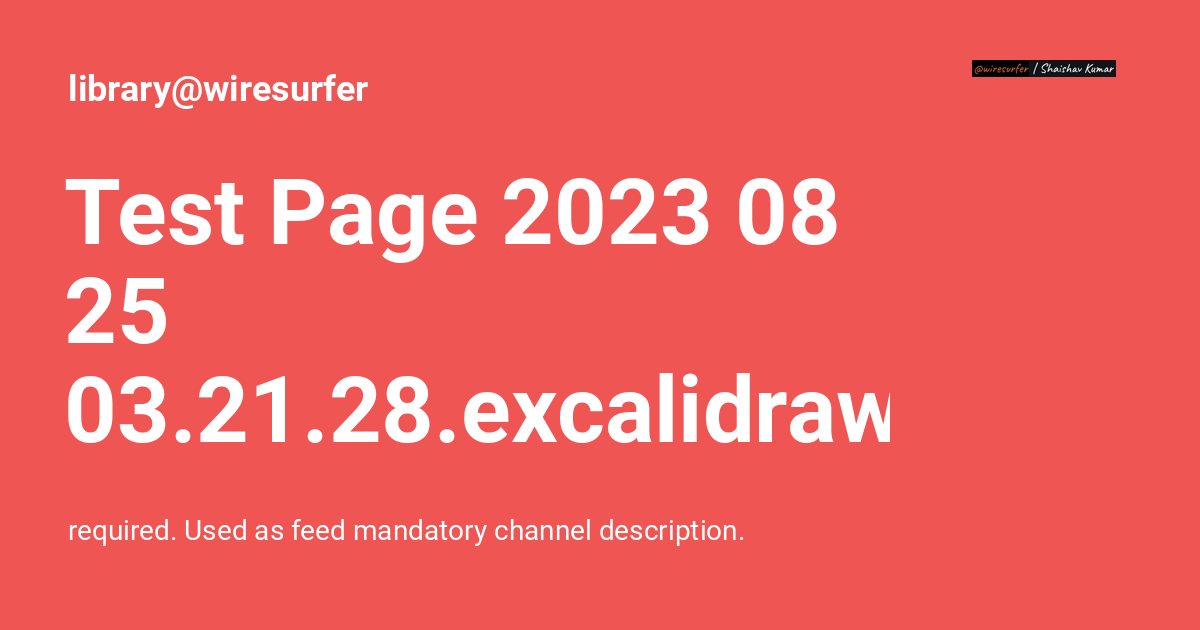 library@wiresurfer
@wiresurfer | Shaishav Kumar
Test Page 2023 08
25
03.21.28.excalidraw
required. Used as feed mandatory channel description.